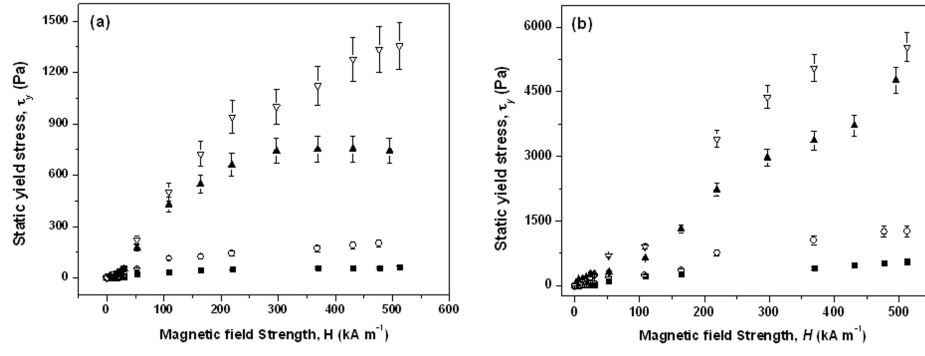 (a)
Static yield stress, τy (Pa)
1500
1200
900
600
300
0
0 100 200 300 400 500 600
Magnetic field Strength, H (kA m⁻¹)
(b)
Static yield stress, τy (Pa)
6000
4500
3000
1500
0
0 100 200 300 400 500
Magnetic field Strength, H (kA m⁻¹)